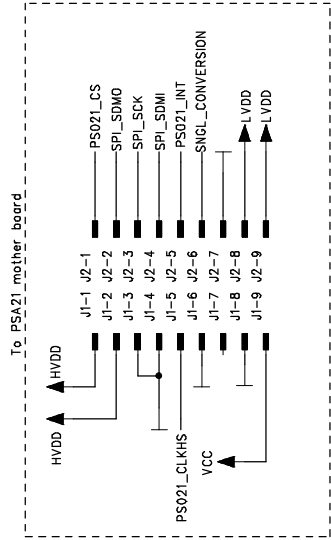 To PSA21 mother board
HVDD
HVDD
PS021_CLKHS
VCC
J1-1 J2-1
J1-2 J2-2
J1-3 J2-3
J1-4 J2-4
J1-5 J2-5
J1-6 J2-6
J1-7 J2-7
J1-8 J2-8
J1-9 J2-9
PS021_CS
SPI_SDMO
SPI_SCK
SPI_SDMI
PS021_INT
SNGL_CONVERSION
LVDD
LVDD